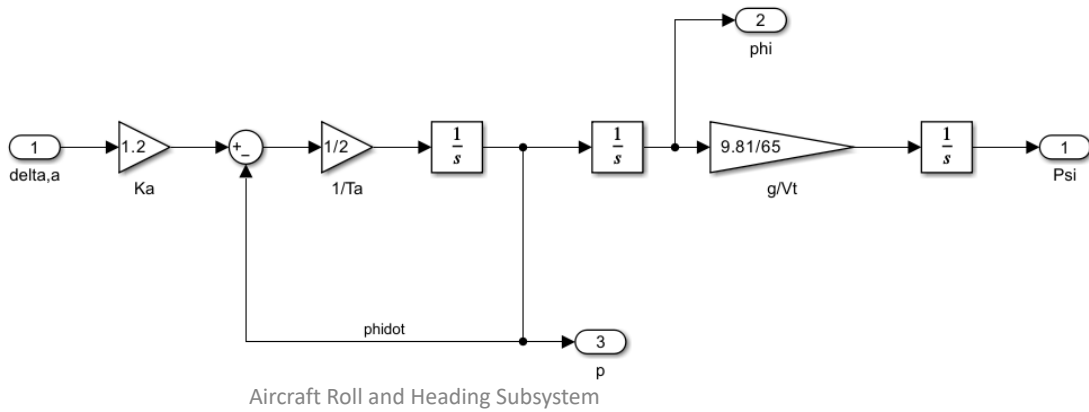 2
phi
1
delta,a
1.2
Ka
+
−
1/2
1/Ta
1
s
1
s
9.81/65
g/Vt
1
s
1
Psi
phidot
3
p
Aircraft Roll and Heading Subsystem